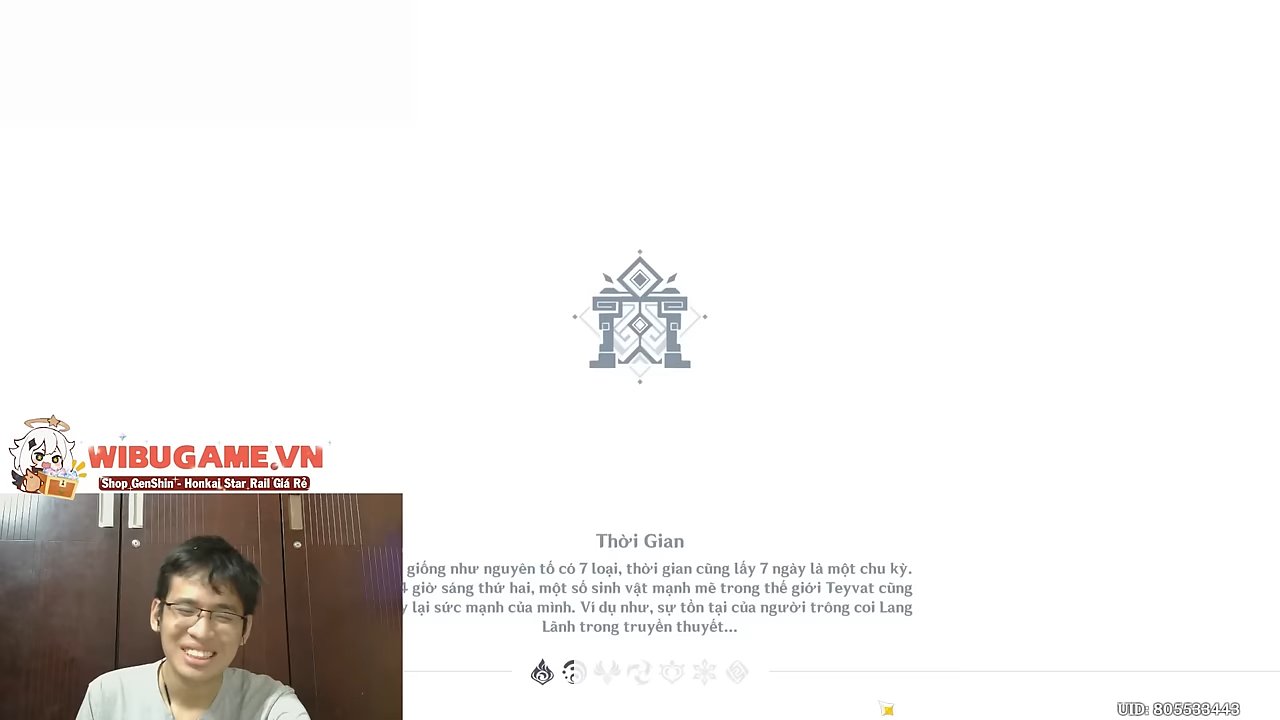 WIBUGAME.VN
Shop GenShin - Honkai Star Rail Giá Rẻ
Thời Gian
giống như nguyên tố có 7 loại, thời gian cũng lấy 7 ngày là một chu kỳ.
giờ sáng thứ hai, một số sinh vật mạnh mẽ trong thế giới Teyvat cũng
lại sức mạnh của mình. Ví dụ như, sự tồn tại của người trông coi Lang
Lãnh trong truyền thuyết...
UID: 805533443